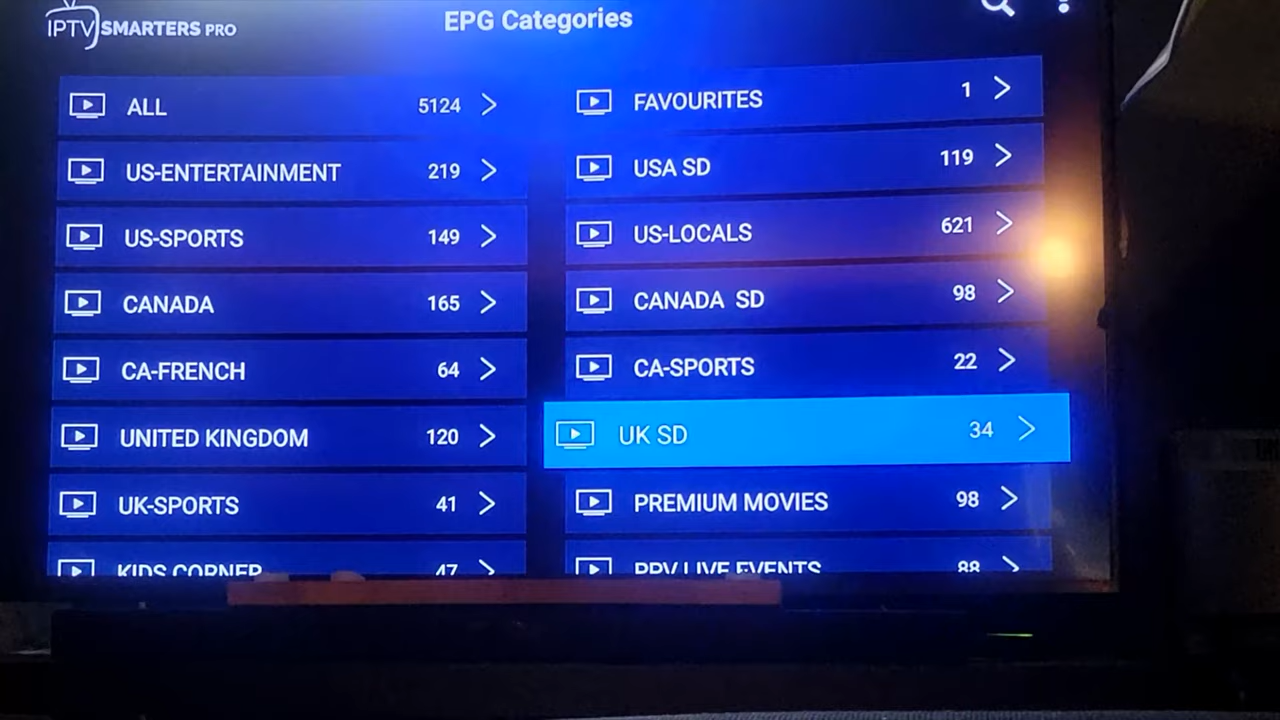 IPTV SMARTERS PRO
EPG Categories
ALL 5124
FAVOURITES 1
US-ENTERTAINMENT 219
USA SD 119
US-SPORTS 149
US-LOCALS 621
CANADA 165
CANADA SD 98
CA-FRENCH 64
CA-SPORTS 22
UNITED KINGDOM 120
UK SD 34
UK-SPORTS 41
PREMIUM MOVIES 98
KIDS CORNER 47
PPV LIVE EVENTS 88